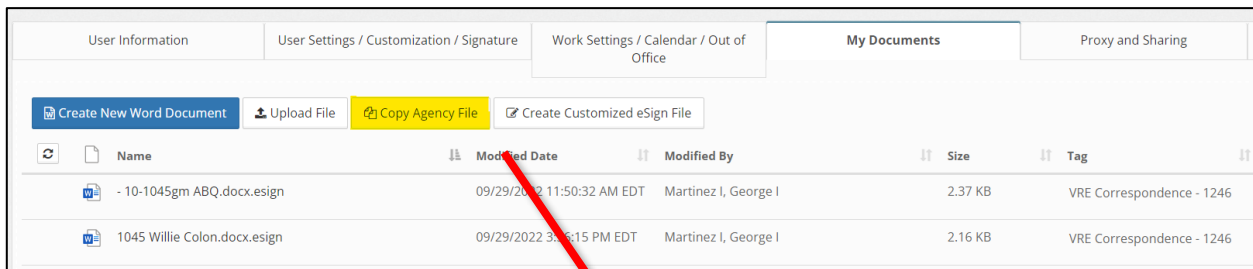 User Information
User Settings / Customization / Signature
Work Settings / Calendar / Out of
Office
My Documents
Proxy and Sharing
Create New Word Document
Upload File
Copy Agency File
Create Customized eSign File
Name Modified Date Modified By Size Tag
- 10-1045gm ABQ.docx.esign 09/29/2022 11:50:32 AM EDT Martinez I, George I 2.37 KB VRE Correspondence - 1246
1045 Willie Colon.docx.esign 09/29/2022 PM EDT Martinez I, George I 2.16 KB VRE Correspondence - 1246